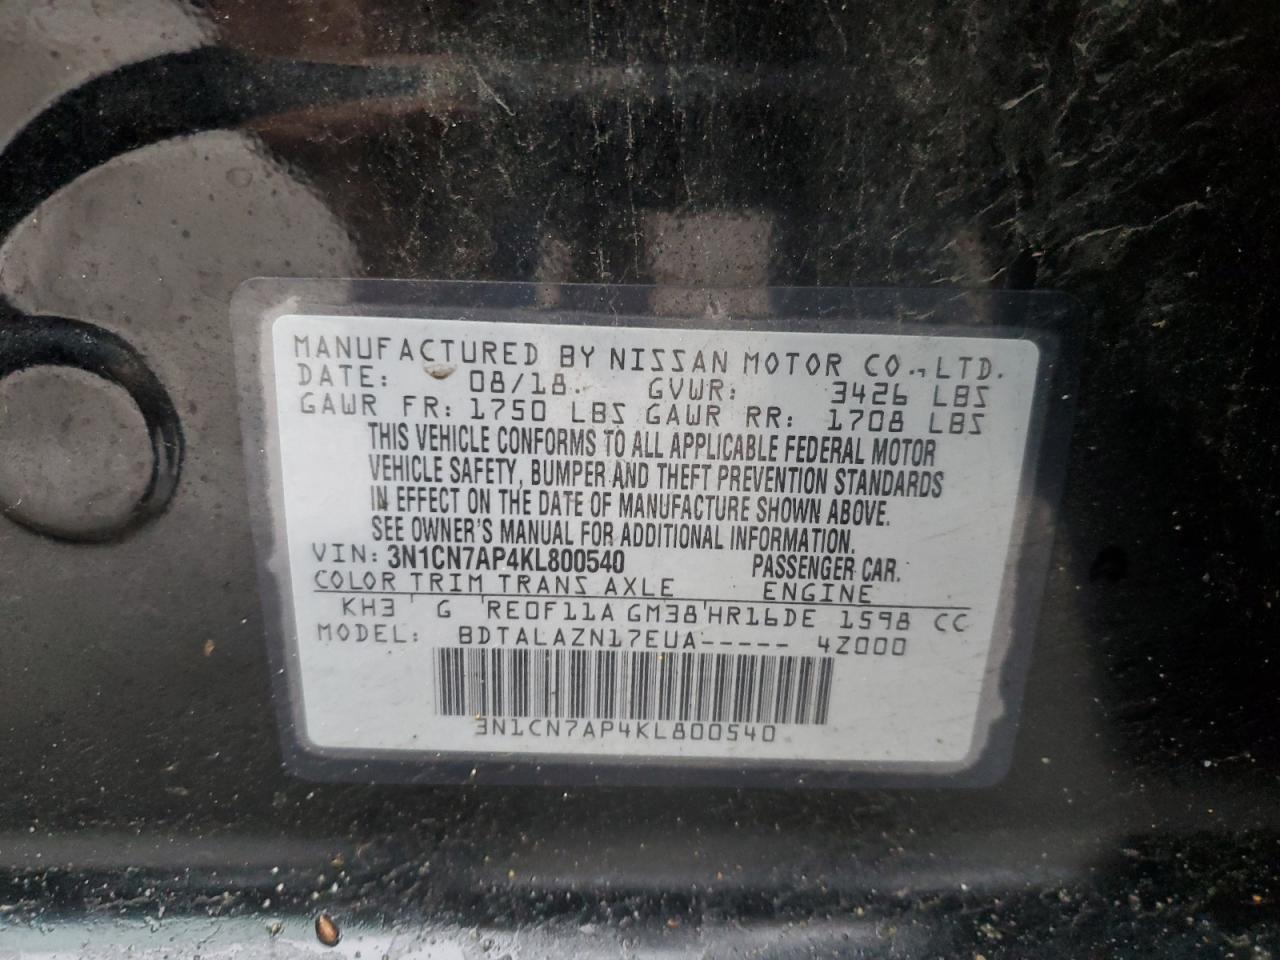 MANUFACTURED BY NISSAN MOTOR CO., LTD.
DATE: 08/18 GVWR: 3426 LBS
GAWR FR: 1750 LBS GAWR RR: 1708 LBS
THIS VEHICLE CONFORMS TO ALL APPLICABLE FEDERAL MOTOR
VEHICLE SAFETY, BUMPER AND THEFT PREVENTION STANDARDS
IN EFFECT ON THE DATE OF MANUFACTURE SHOWN ABOVE.
SEE OWNER'S MANUAL FOR ADDITIONAL INFORMATION.
VIN: 3N1CN7AP4KL800540 PASSENGER CAR.
COLOR TRIM TRANS AXLE ENGINE
KH3 G RE0F11A GM38 HR16DE 1598 CC
MODEL: BDTALAZN17EUA----- 4Z000
3N1CN7AP4KL800540